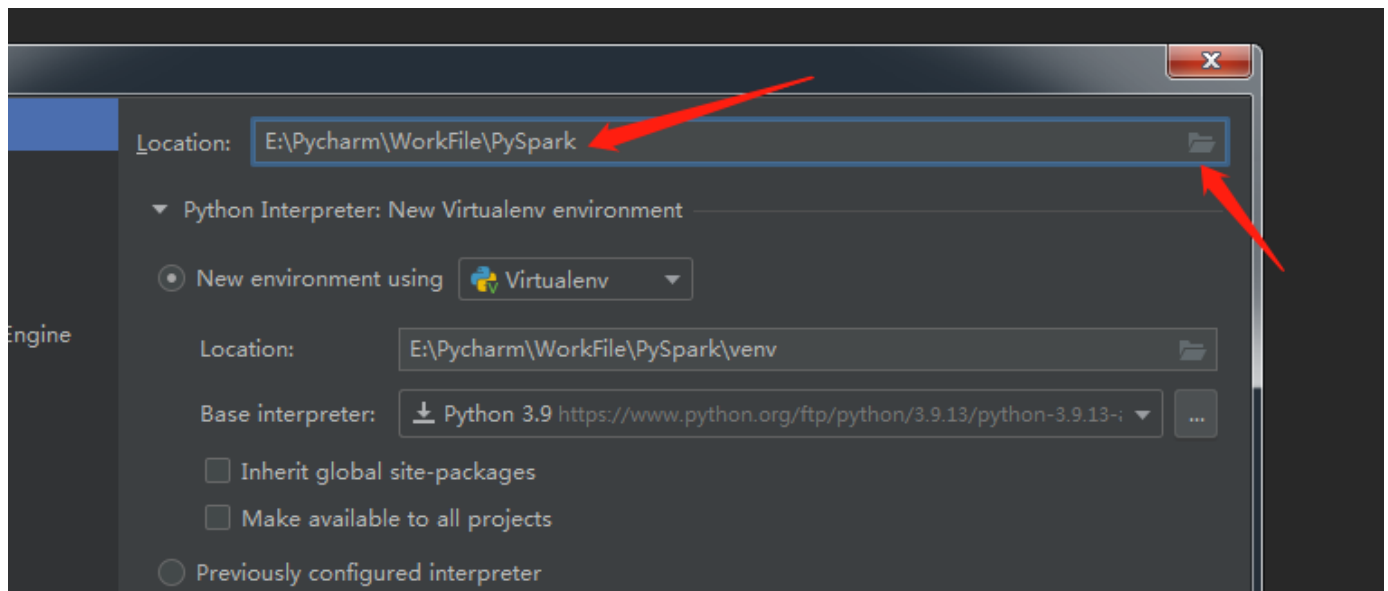 Location: E:\Pycharm\WorkFile\PySpark
Python Interpreter: New Virtualenv environment
New environment using Virtualenv
Engine
Location: E:\Pycharm\WorkFile\PySpark\venv
Base interpreter: Python 3.9 https://www.python.org/ftp/python/3.9.13/python-3.9.13- ...
Inherit global site-packages
Make available to all projects
Previously configured interpreter